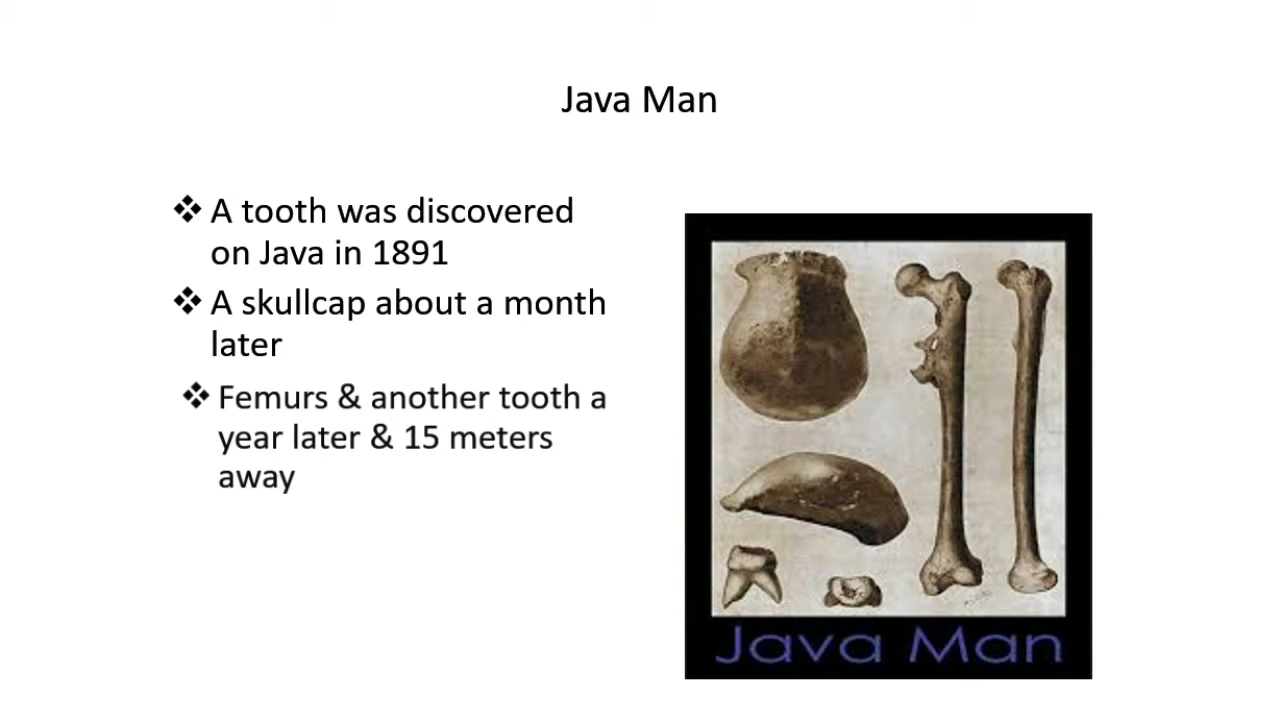 Java Man
❖ A tooth was discovered
on Java in 1891
❖ A skullcap about a month
later
❖ Femurs & another tooth a
year later & 15 meters
away
Java Man